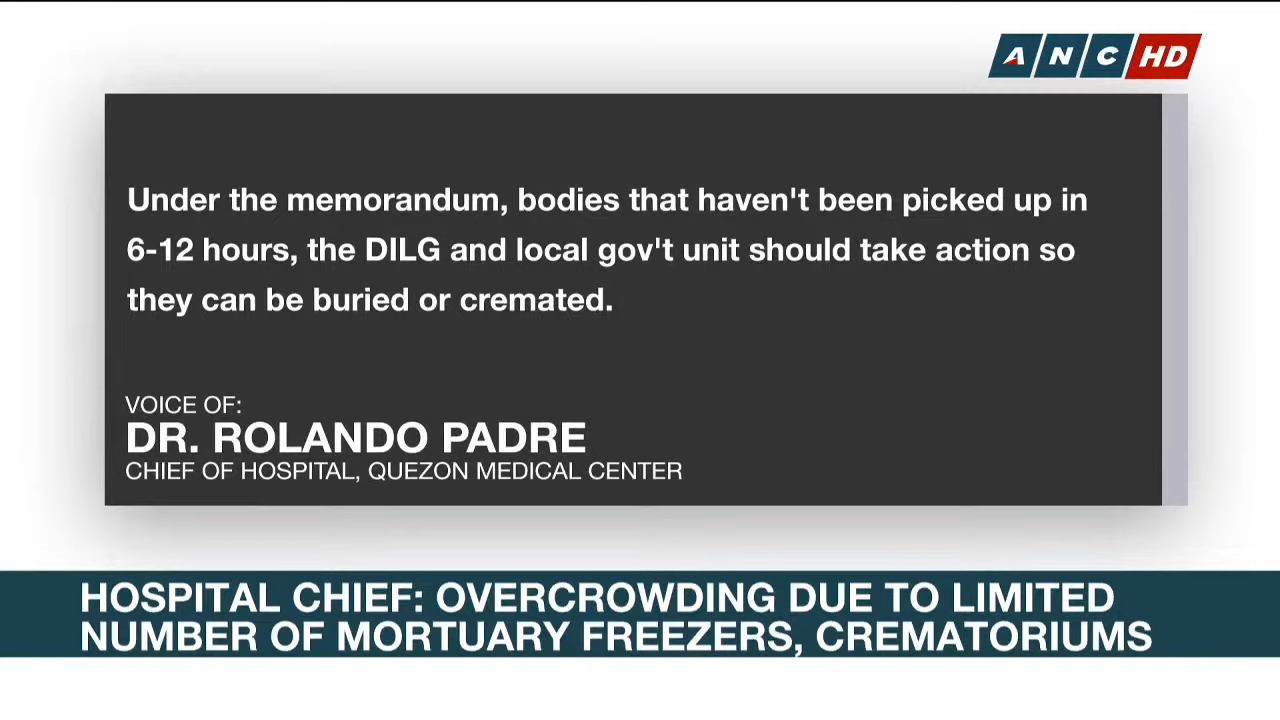 ANC HD
Under the memorandum, bodies that haven't been picked up in
6-12 hours, the DILG and local gov't unit should take action so
they can be buried or cremated.
VOICE OF:
DR. ROLANDO PADRE
CHIEF OF HOSPITAL, QUEZON MEDICAL CENTER
HOSPITAL CHIEF: OVERCROWDING DUE TO LIMITED
NUMBER OF MORTUARY FREEZERS, CREMATORIUMS